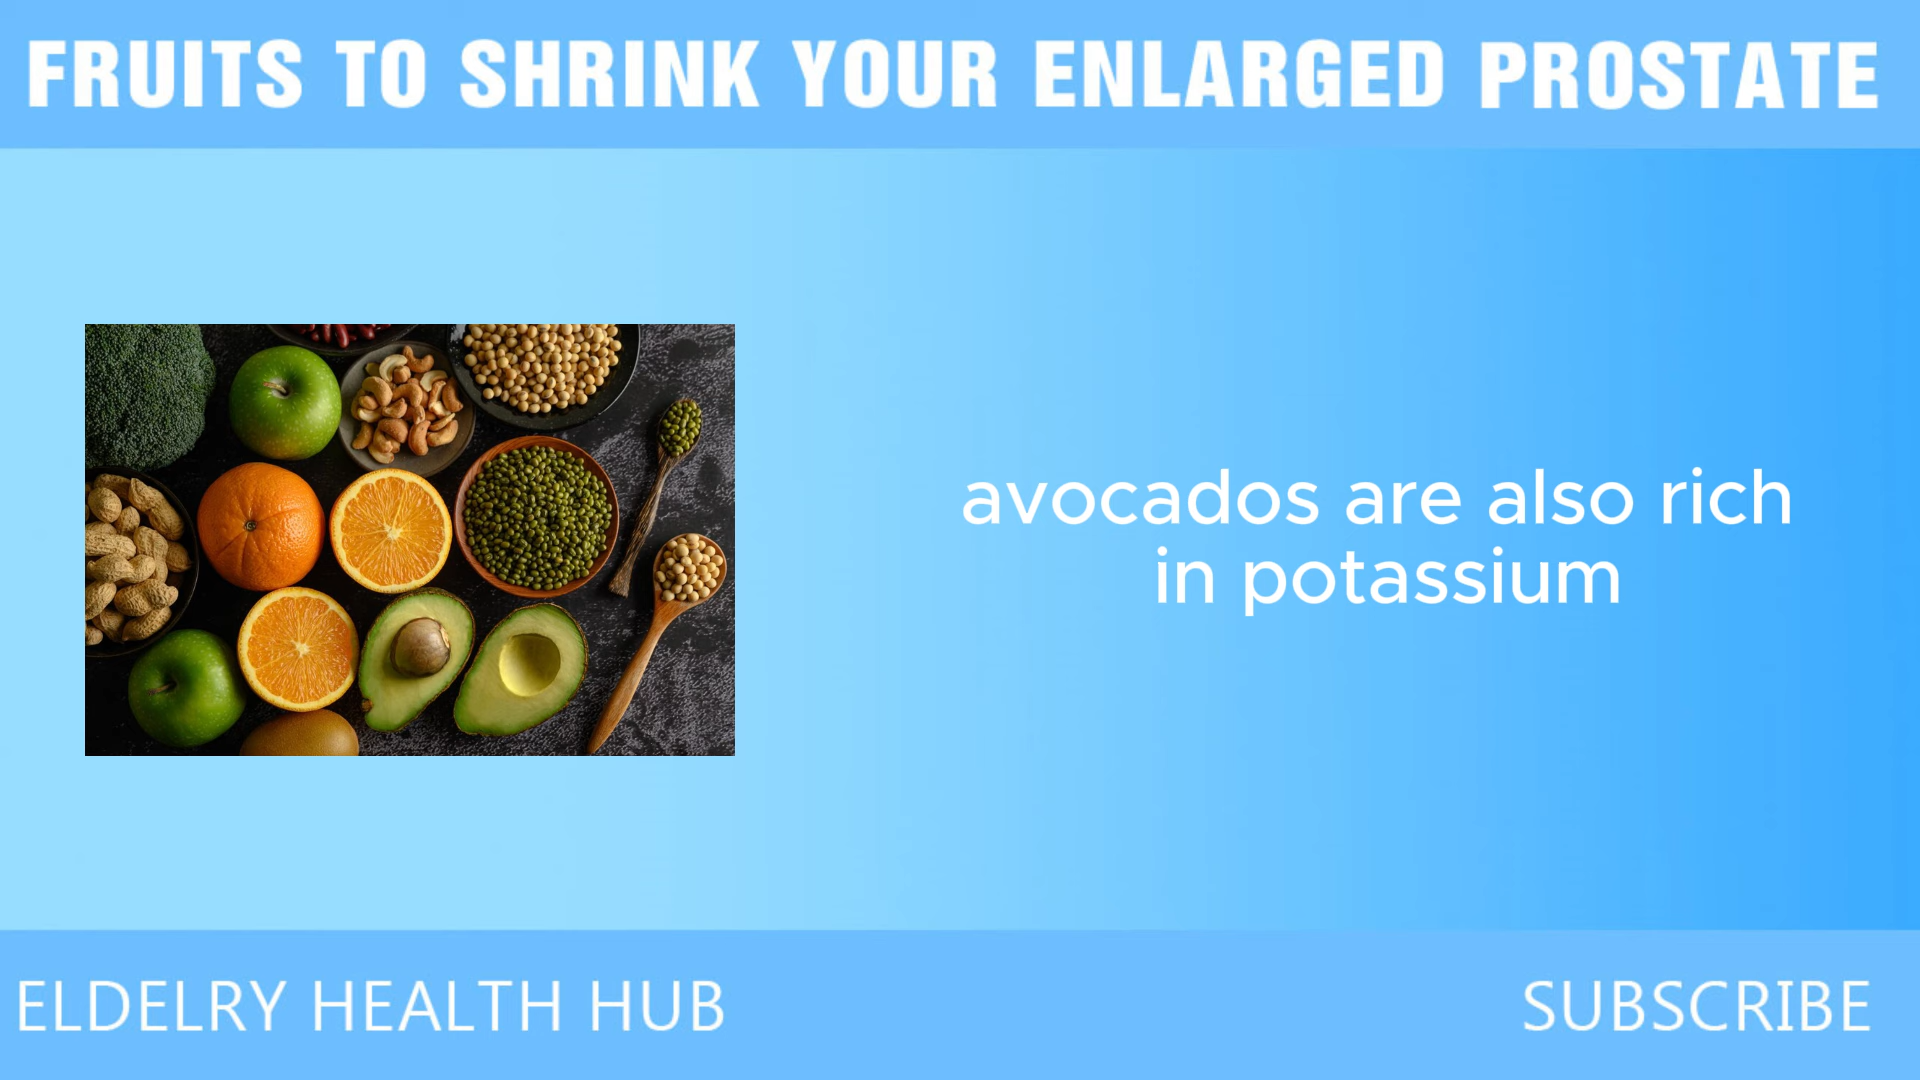 FRUITS TO SHRINK YOUR ENLARGED PROSTATE
avocados are also rich
in potassium
ELDELRY HEALTH HUB
SUBSCRIBE